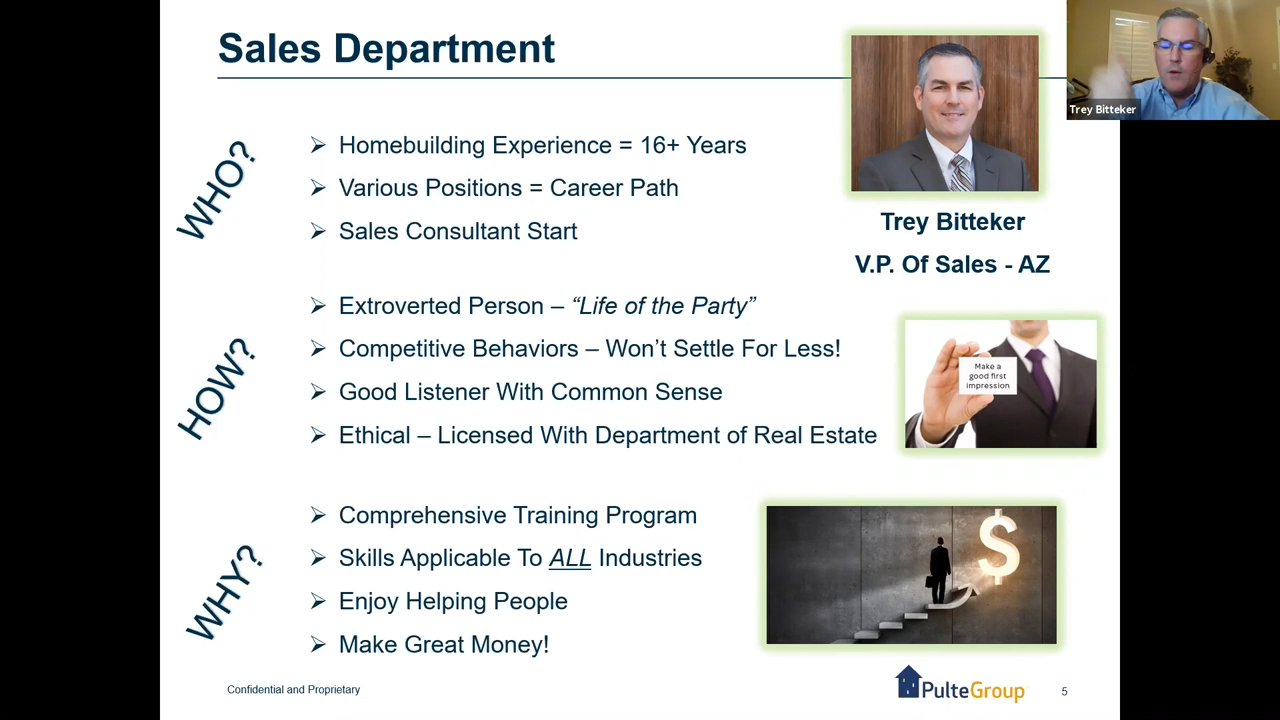 Sales Department
Trey Bitteker
WHO?
Homebuilding Experience = 16+ Years
Various Positions = Career Path
Sales Consultant Start
Trey Bitteker
V.P. Of Sales - AZ
HOW?
Extroverted Person – “Life of the Party”
Competitive Behaviors – Won’t Settle For Less!
Good Listener With Common Sense
Ethical – Licensed With Department of Real Estate
Make a
good first
impression
WHY?
Comprehensive Training Program
Skills Applicable To ALL Industries
Enjoy Helping People
Make Great Money!
$
Confidential and Proprietary
PulteGroup
5